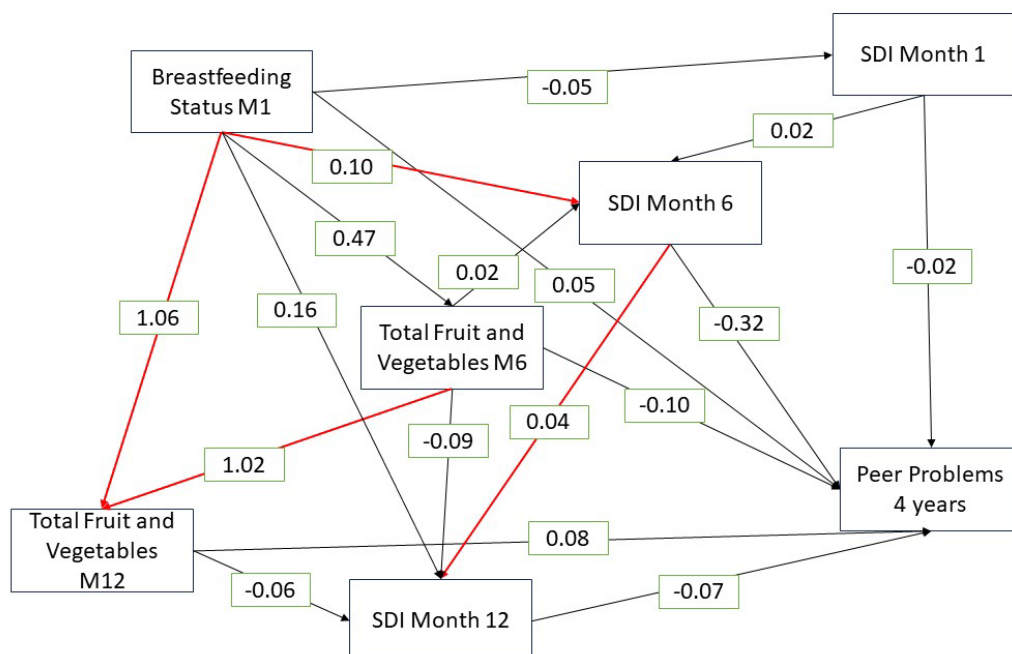 SDI Month 1
Breastfeeding
Status M1
-0.05
0.02
0.10
SDI Month 6
0.47
-0.02
0.02
0.05
1.06
0.16
-0.32
Total Fruit and
Vegetables M6
-0.10
0.04
-0.09
1.02
Peer Problems
4 years
Total Fruit and
Vegetables
M12
0.08
-0.06
-0.07
SDI Month 12